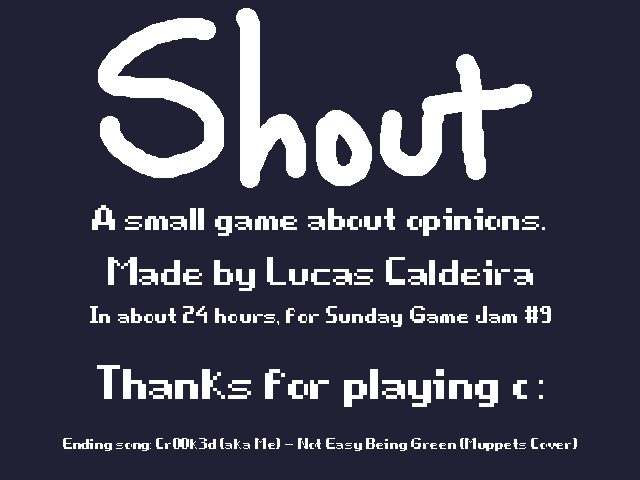 Shout
A small game about opinions.
Made by Lucas Caldeira
In about 24 hours, for Sunday Game Jam #9
Thanks for playing c:
Ending song: Cr00k3d (aka Me) - Not Easy Being Green (Muppets Cover)